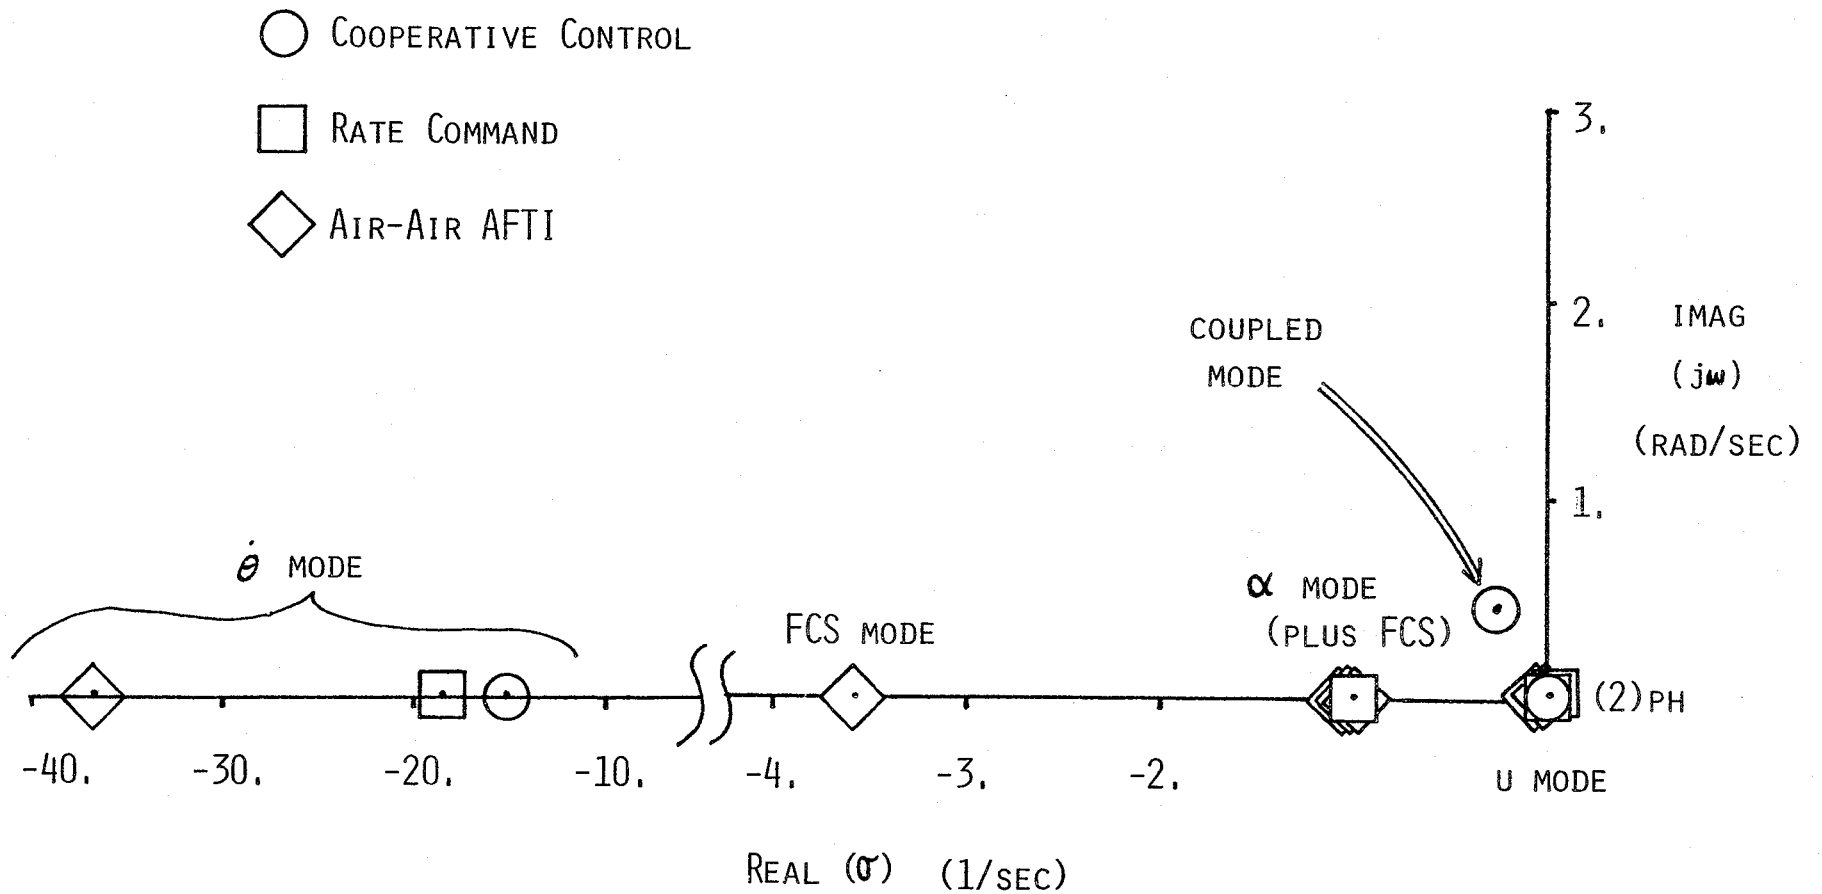 COOPERATIVE CONTROL
RATE COMMAND
AIR-AIR AFTI
3.
2.
IMAG
COUPLED
MODE
(jω)
(RAD/SEC)
1.
θ̇ MODE
α MODE
FCS MODE
(PLUS FCS)
(2)PH
-40.
-30.
-20.
-10.
-4.
-3.
-2.
U MODE
REAL (σ) (1/SEC)